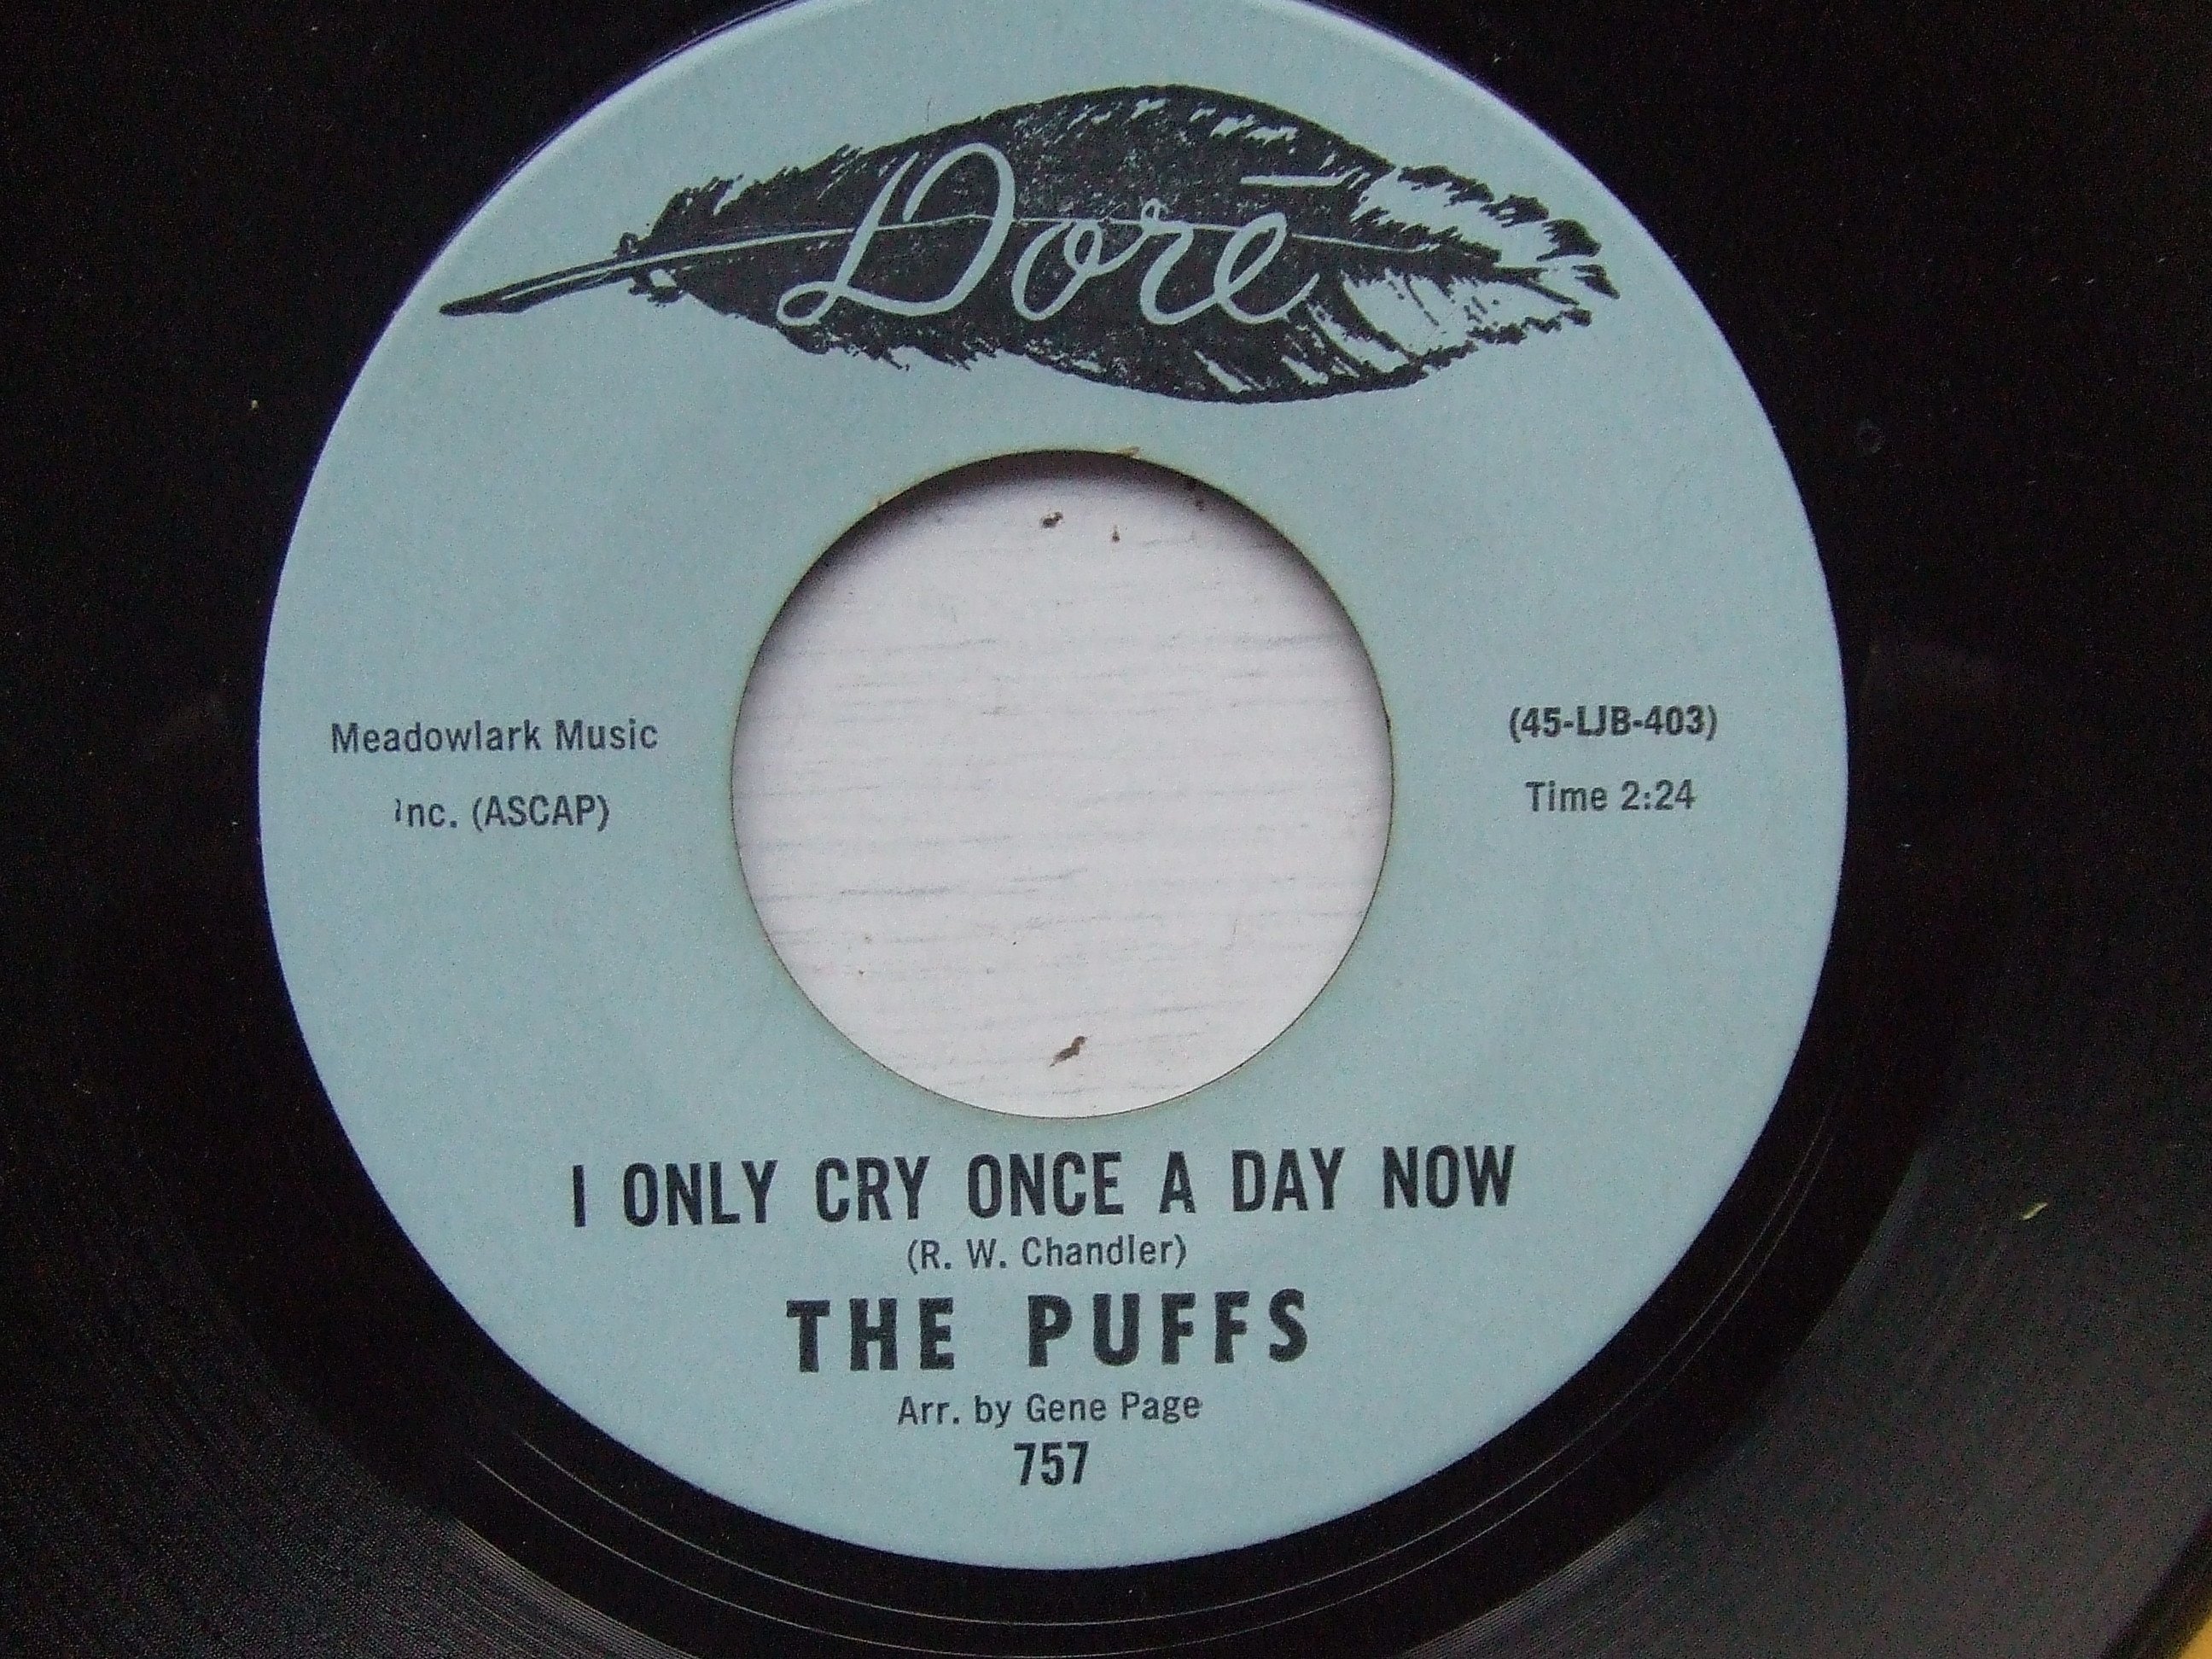 Doré
Meadowlark Music
Inc. (ASCAP)
(45-LJB-403)
Time 2:24
I ONLY CRY ONCE A DAY NOW
(R. W. Chandler)
THE PUFFS
Arr. by Gene Page
757